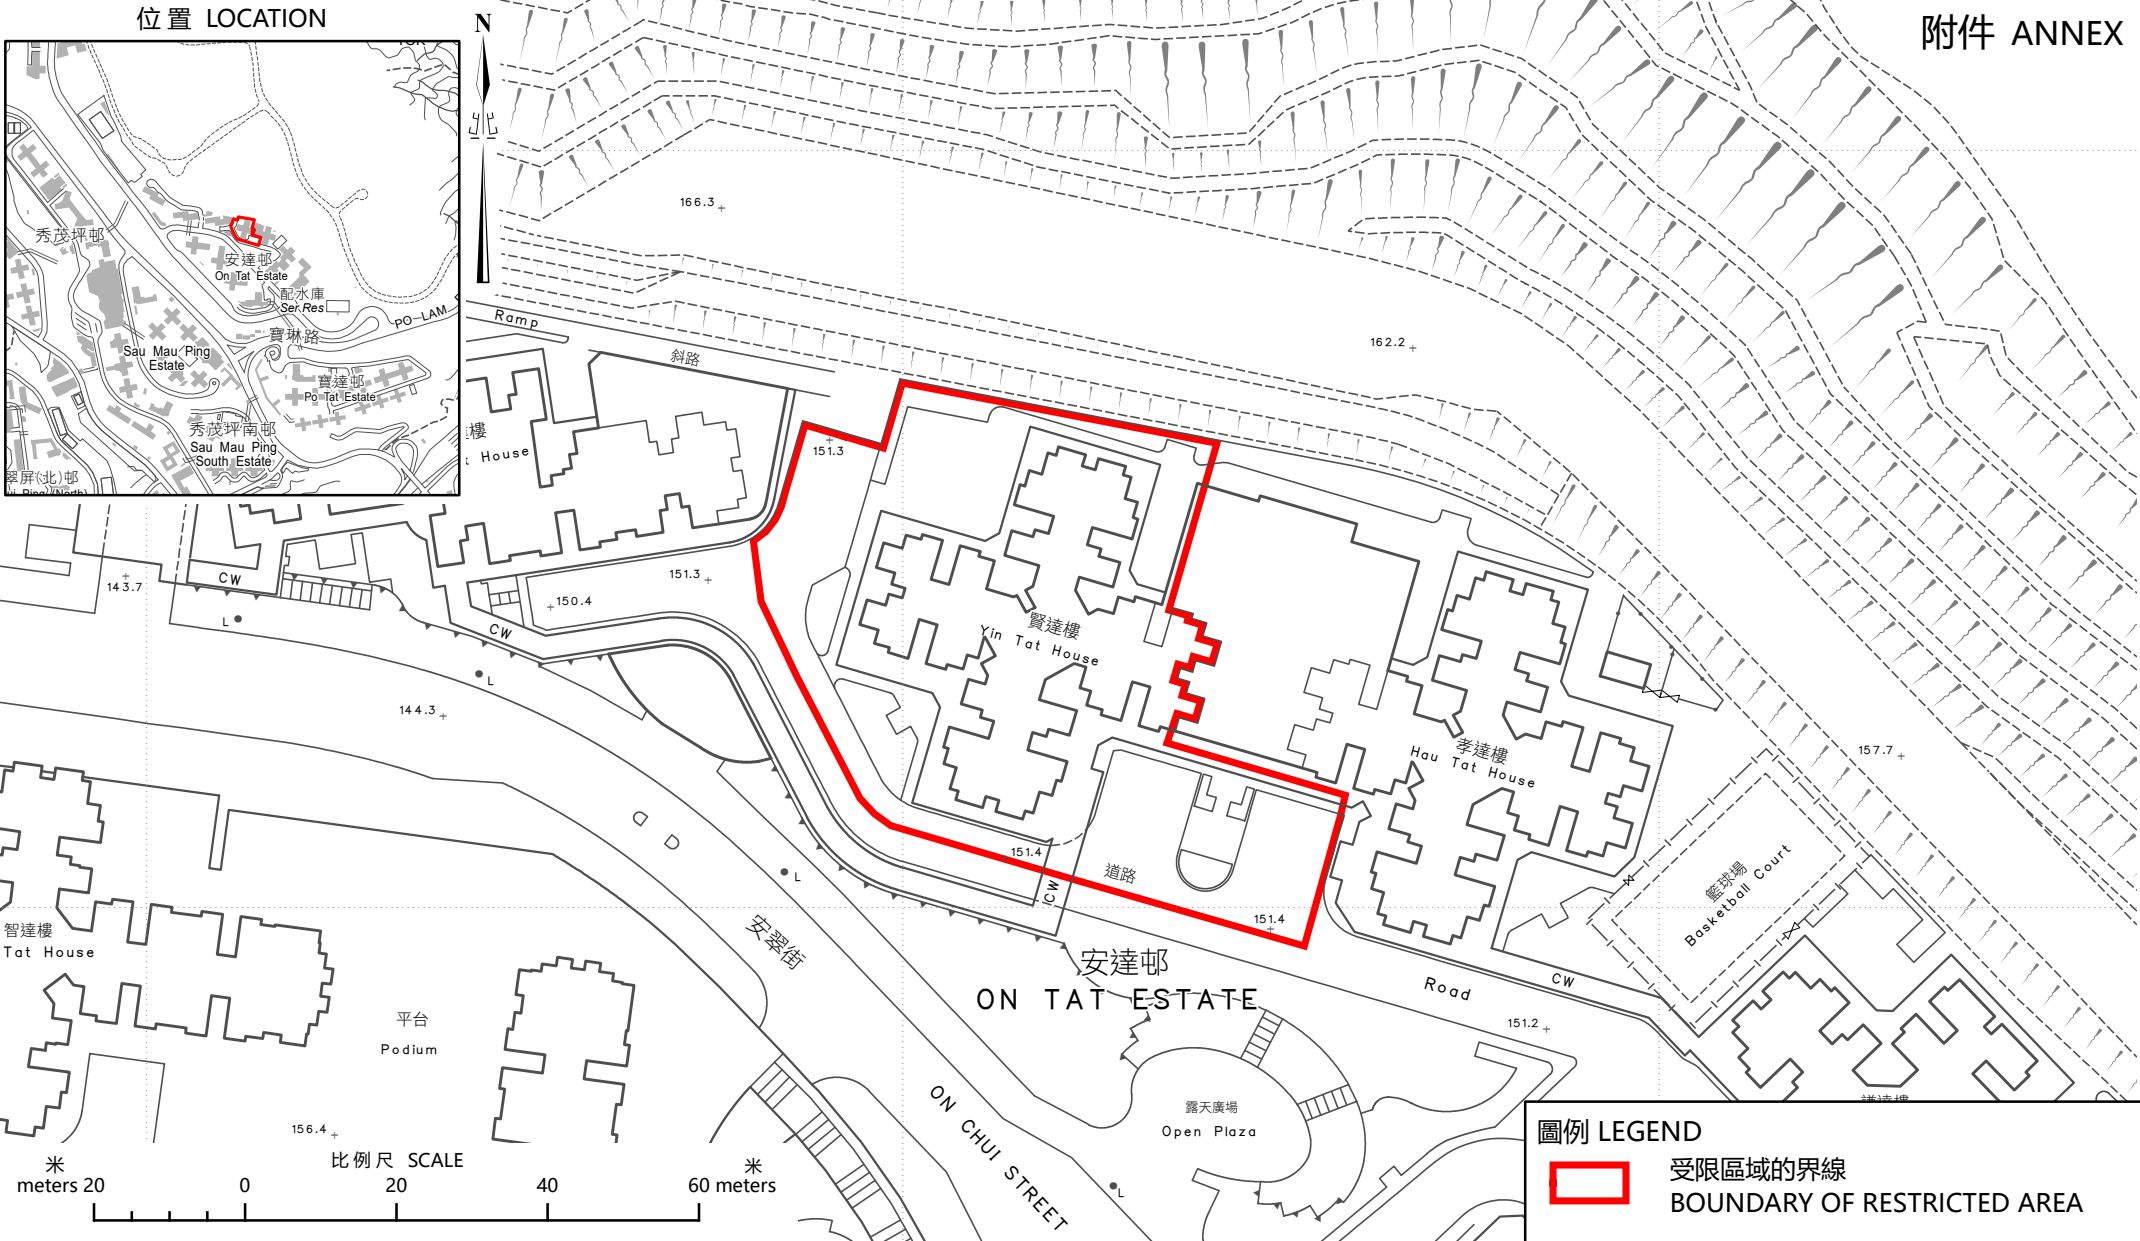 位置 LOCATION
附件 ANNEX
N
秀茂坪邨
安達邨
On Tat Estate
配水庫
Ser Res
PO LAM
寶琳路
Sau Mau Ping
Estate
寶達邨
Po Tat Estate
秀茂坪南邨
Sau Mau Ping
South Estate
翠屏(北)邨
166.3
162.2
Ramp
斜路
樓
House
151.3
151.3
150.4
143.7
CW
CW
L
L
144.3
賢達樓
Yin Tat House
孝達樓
Hau Tat House
157.7
151.4
道路
CW
151.4
籃球場
Basketball Court
L
智達樓
Tat House
安翠街
安達邨
ON TAT ESTATE
Road
CW
151.2
平台
Podium
露天廣場
Open Plaza
ON CHUI STREET
L
156.4
比例尺 SCALE
米
meters 20 0 20 40 60 meters
米
圖例 LEGEND
受限區域的界線
BOUNDARY OF RESTRICTED AREA